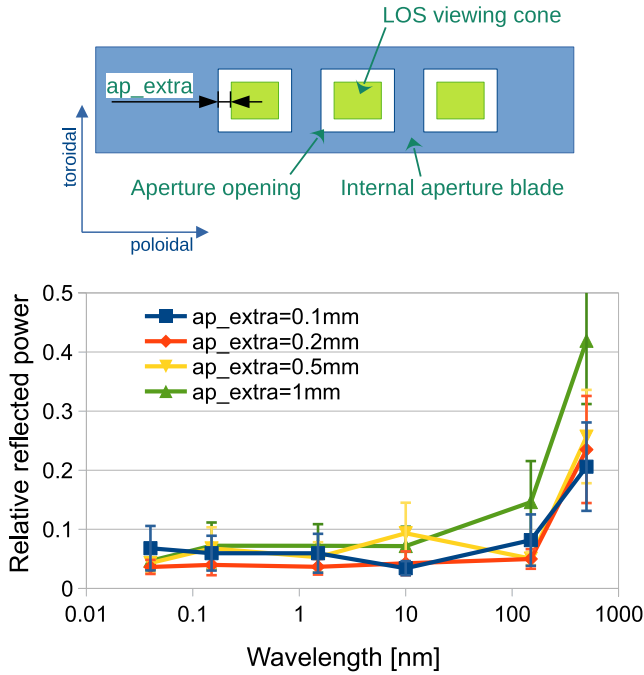 LOS viewing cone
ap_extra
toroidal
Aperture opening
Internal aperture blade
poloidal
0.5
ap_extra=0.1mm
ap_extra=0.2mm
ap_extra=0.5mm
ap_extra=1mm
0.4
0.3
0.2
0.1
0
Relative reflected power
0.01
0.1
1
10
100
1000
Wavelength [nm]